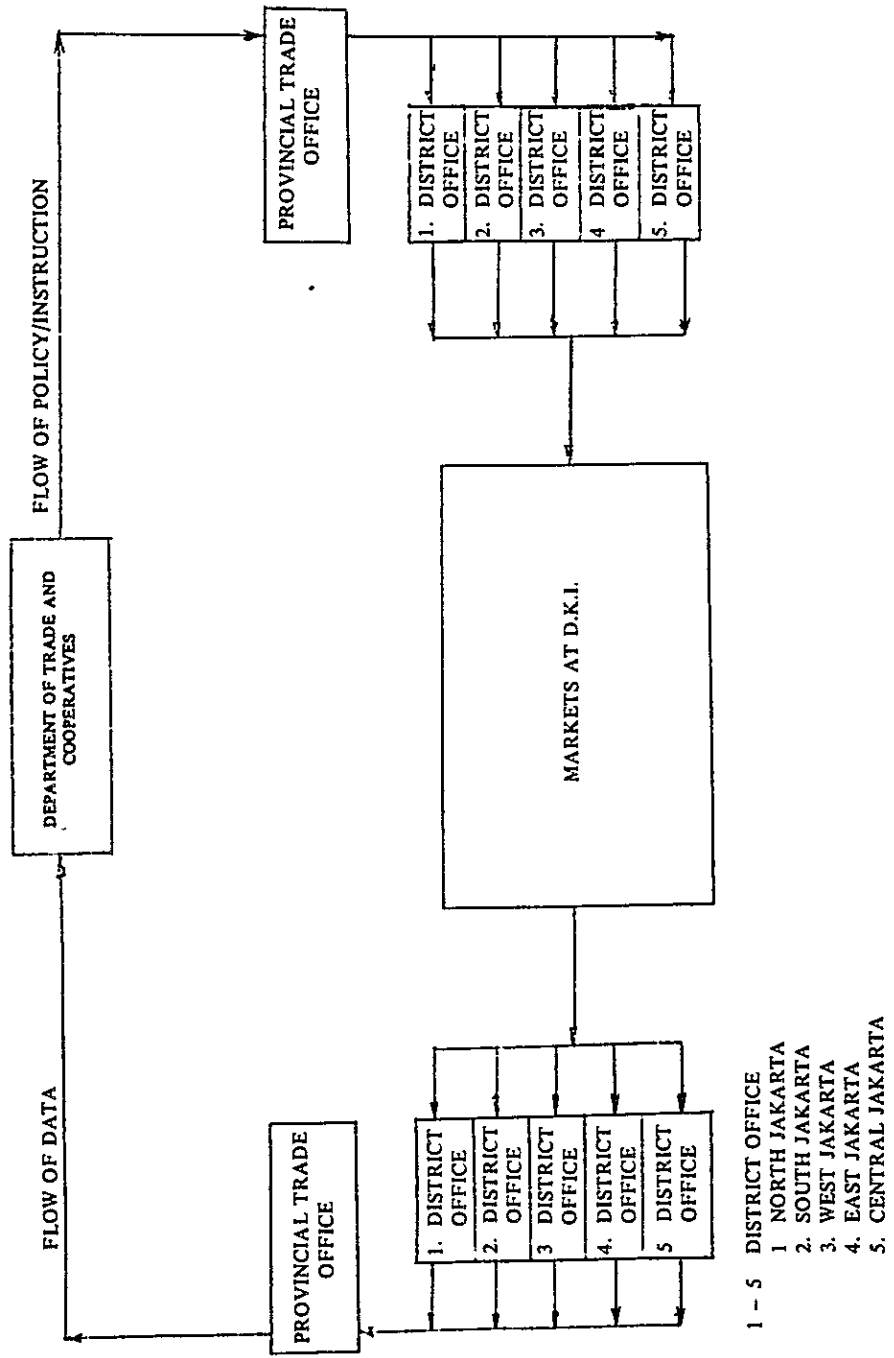 DEPARTMENT OF TRADE AND
COOPERATIVES
FLOW OF DATA
FLOW OF POLICY/INSTRUCTION
PROVINCIAL TRADE
OFFICE
PROVINCIAL TRADE
OFFICE
1. DISTRICT
OFFICE
2. DISTRICT
OFFICE
3 DISTRICT
OFFICE
4. DISTRICT
OFFICE
5 DISTRICT
OFFICE
MARKETS AT D.K.I.
1. DISTRICT
OFFICE
2. DISTRICT
OFFICE
3. DISTRICT
OFFICE
4 DISTRICT
OFFICE
5. DISTRICT
OFFICE
1 – 5 DISTRICT OFFICE
1 NORTH JAKARTA
2. SOUTH JAKARTA
3. WEST JAKARTA
4. EAST JAKARTA
5. CENTRAL JAKARTA